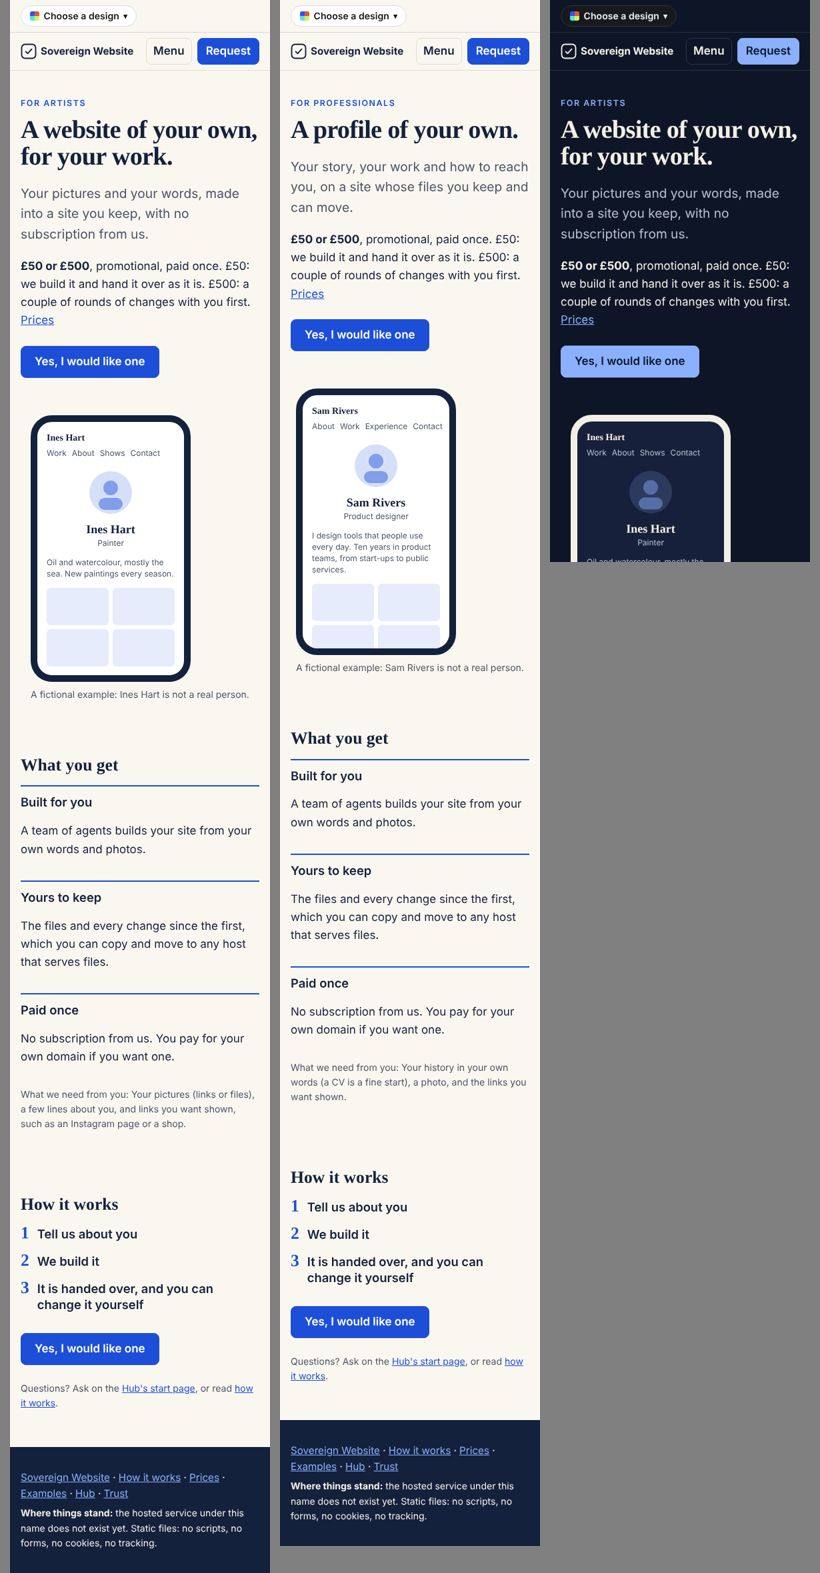 Choose a design ▾
Sovereign Website
Menu
Request
FOR ARTISTS
A website of your own,
for your work.
Your pictures and your words, made
into a site you keep, with no
subscription from us.
£50 or £500, promotional, paid once. £50:
we build it and hand it over as it is. £500: a
couple of rounds of changes with you first.
Prices
Yes, I would like one
Ines Hart
Work About Shows Contact
Ines Hart
Painter
Oil and watercolour, mostly the
sea. New paintings every season.
A fictional example: Ines Hart is not a real person.
What you get
Built for you
A team of agents builds your site from your
own words and photos.
Yours to keep
The files and every change since the first,
which you can copy and move to any host
that serves files.
Paid once
No subscription from us. You pay for your
own domain if you want one.
What we need from you: Your pictures (links or files),
a few lines about you, and links you want shown,
such as an Instagram page or a shop.
How it works
1 Tell us about you
2 We build it
3 It is handed over, and you can
change it yourself
Yes, I would like one
Questions? Ask on the Hub's start page, or read how
it works.
Sovereign Website · How it works · Prices ·
Examples · Hub · Trust
Where things stand: the hosted service under this
name does not exist yet. Static files: no scripts, no
forms, no cookies, no tracking.
Choose a design ▾
Sovereign Website
Menu
Request
FOR PROFESSIONALS
A profile of your own.
Your story, your work and how to reach
you, on a site whose files you keep and
can move.
£50 or £500, promotional, paid once. £50:
we build it and hand it over as it is. £500: a
couple of rounds of changes with you first.
Prices
Yes, I would like one
Sam Rivers
About Work Experience Contact
Sam Rivers
Product designer
I design tools that people use
every day. Ten years in product
teams, from start-ups to public
services.
A fictional example: Sam Rivers is not a real person.
What you get
Built for you
A team of agents builds your site from your
own words and photos.
Yours to keep
The files and every change since the first,
which you can copy and move to any host
that serves files.
Paid once
No subscription from us. You pay for your
own domain if you want one.
What we need from you: Your history in your own
words (a CV is a fine start), a photo, and the links you
want shown.
How it works
1 Tell us about you
2 We build it
3 It is handed over, and you can
change it yourself
Yes, I would like one
Questions? Ask on the Hub's start page, or read how
it works.
Sovereign Website · How it works · Prices ·
Examples · Hub · Trust
Where things stand: the hosted service under this
name does not exist yet. Static files: no scripts, no
forms, no cookies, no tracking.
Choose a design ▾
Sovereign Website
Menu
Request
FOR ARTISTS
A website of your own,
for your work.
Your pictures and your words, made
into a site you keep, with no
subscription from us.
£50 or £500, promotional, paid once. £50:
we build it and hand it over as it is. £500: a
couple of rounds of changes with you first.
Prices
Yes, I would like one
Ines Hart
Work About Shows Contact
Ines Hart
Painter
Oil and watercolour, mostly the